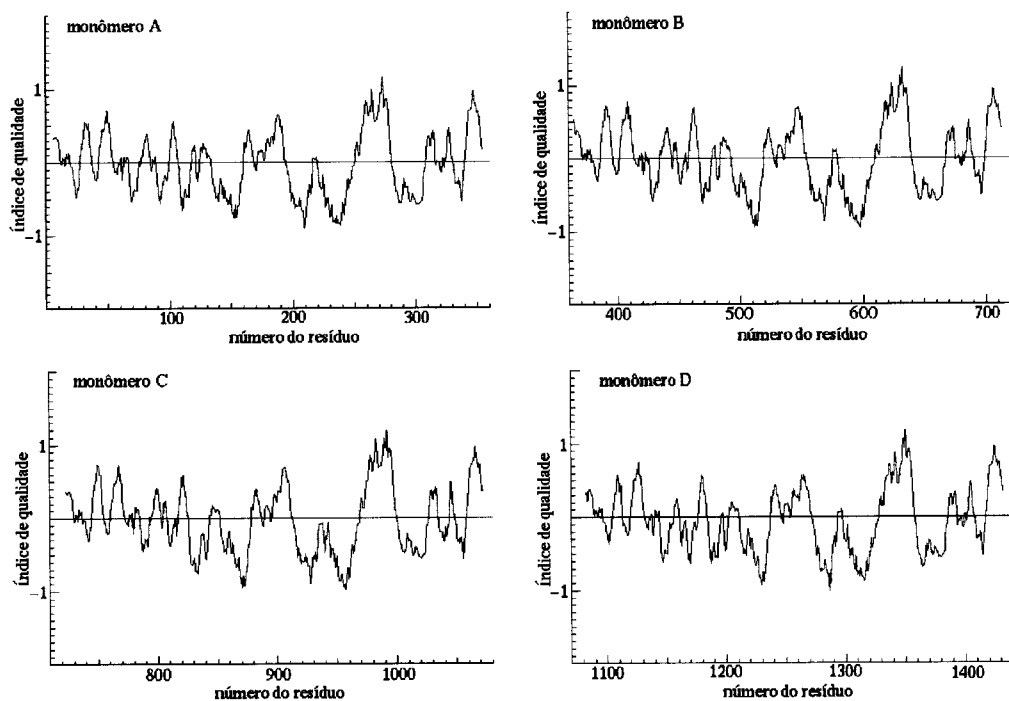 monômero A
índice de qualidade
1
−1
100
200
300
número do resíduo
monômero B
índice de qualidade
1
−1
400
500
600
700
número do resíduo
monômero C
índice de qualidade
1
−1
800
900
1000
número do resíduo
monômero D
índice de qualidade
1
−1
1100
1200
1300
1400
número do resíduo